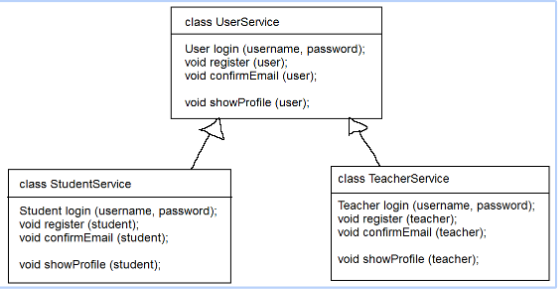 class UserService
User login (username, password);
void register (user);
void confirmEmail (user);
void showProfile (user);
class StudentService
Student login (username, password);
void register (student);
void confirmEmail (student);
void showProfile (student);
class TeacherService
Teacher login (username, password);
void register (teacher);
void confirmEmail (teacher);
void showProfile (teacher);